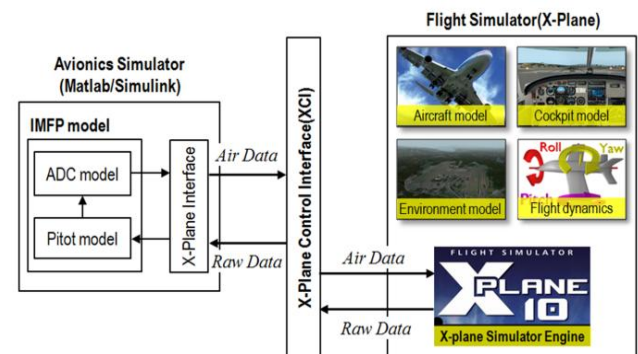 Flight Simulator(X-Plane)
Avionics Simulator
(Matlab/Simulink)
IMFP model
ADC model
Pitot model
X-Plane Interface
Air Data
Raw Data
X-Plane Control Interface(XCI)
Aircraft model
Cockpit model
Environment model
Roll
Yaw
Pitch
Flight dynamics
Air Data
Raw Data
FLIGHT SIMULATOR
X PLANE
10
X-plane Simulator Engine